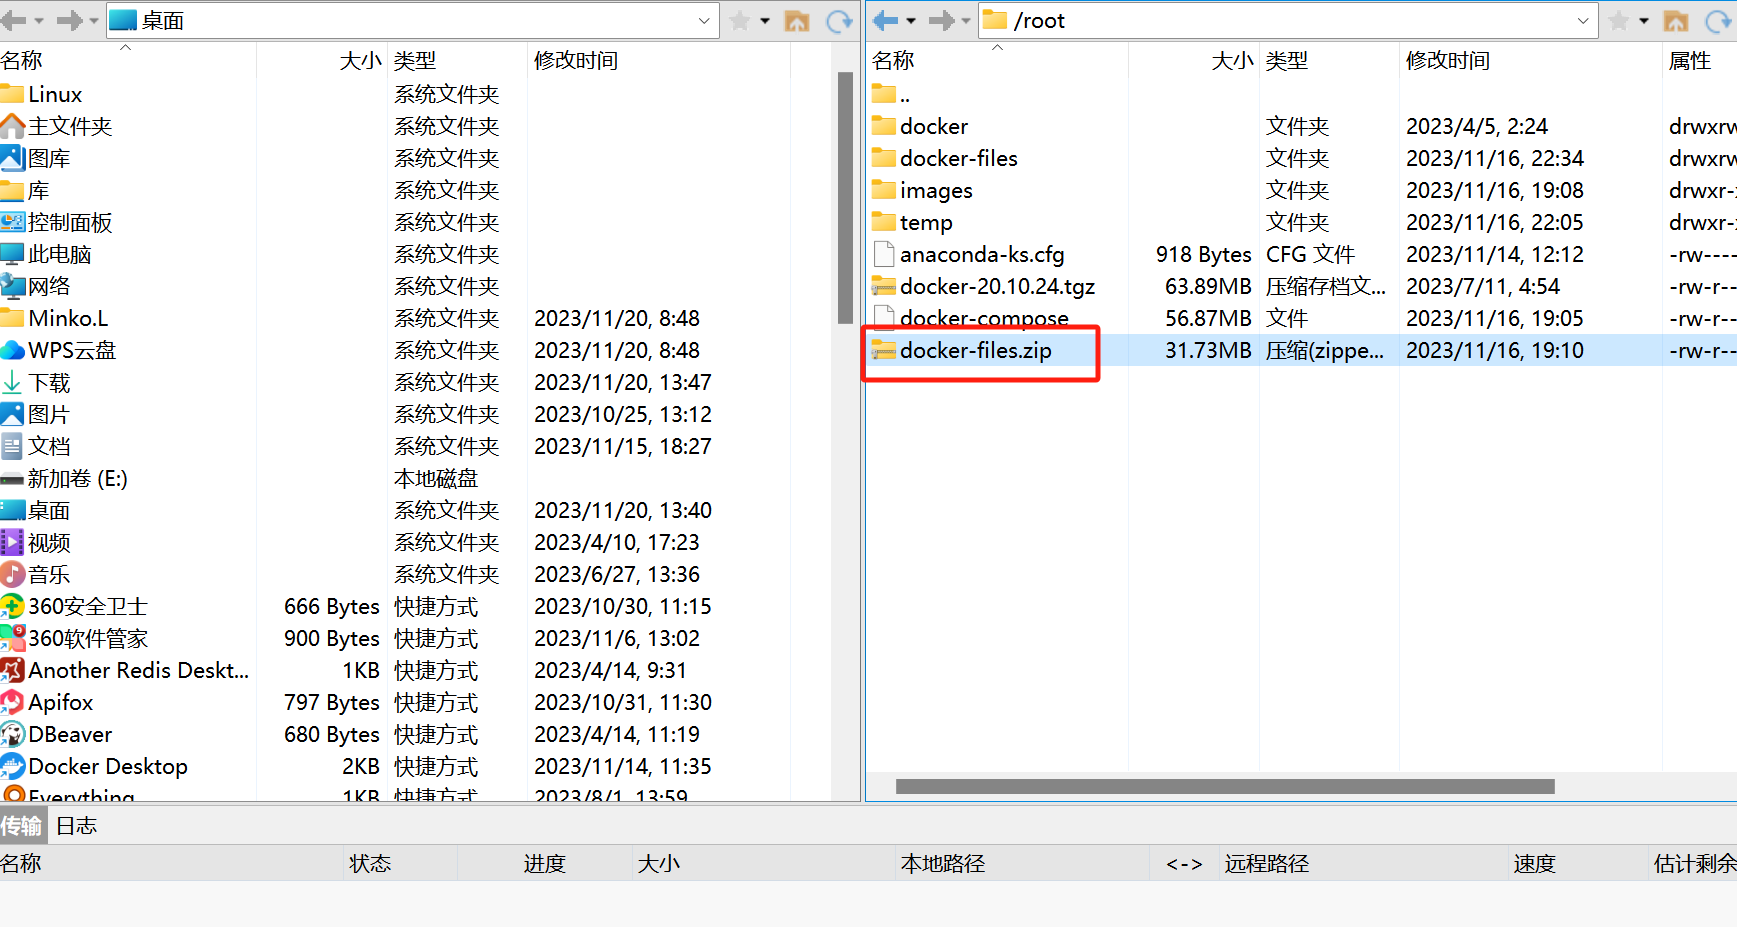 桌面
名称 大小 类型 修改时间
Linux 系统文件夹
主文件夹 系统文件夹
图库 系统文件夹
库 系统文件夹
控制面板 系统文件夹
此电脑 系统文件夹
网络 系统文件夹
Minko.L 系统文件夹 2023/11/20, 8:48
WPS云盘 系统文件夹 2023/11/20, 8:48
下载 系统文件夹 2023/11/20, 13:47
图片 系统文件夹 2023/10/25, 13:12
文档 系统文件夹 2023/11/15, 18:27
新加卷 (E:) 本地磁盘
桌面 系统文件夹 2023/11/20, 13:40
视频 系统文件夹 2023/4/10, 17:23
音乐 系统文件夹 2023/6/27, 13:36
360安全卫士 666 Bytes 快捷方式 2023/10/30, 11:15
360软件管家 900 Bytes 快捷方式 2023/11/6, 13:02
Another Redis Deskt... 1KB 快捷方式 2023/4/14, 9:31
Apifox 797 Bytes 快捷方式 2023/10/31, 11:30
DBeaver 680 Bytes 快捷方式 2023/4/14, 11:19
Docker Desktop 2KB 快捷方式 2023/11/14, 11:35
Everything 1KB 快捷方式 2023/8/1, 13:59
/root
名称 大小 类型 修改时间 属性
..
docker 文件夹 2023/4/5, 2:24 drwxrw
docker-files 文件夹 2023/11/16, 22:34 drwxrw
images 文件夹 2023/11/16, 19:08 drwxr-x
temp 文件夹 2023/11/16, 22:05 drwxr-x
anaconda-ks.cfg 918 Bytes CFG 文件 2023/11/14, 12:12 -rw----
docker-20.10.24.tgz 63.89MB 压缩存档文... 2023/7/11, 4:54 -rw-r--
docker-compose 56.87MB 文件 2023/11/16, 19:05 -rw-r--
docker-files.zip 31.73MB 压缩(zippe... 2023/11/16, 19:10 -rw-r--
传输 日志
名称 状态 进度 大小 本地路径 <-> 远程路径 速度 估计剩余